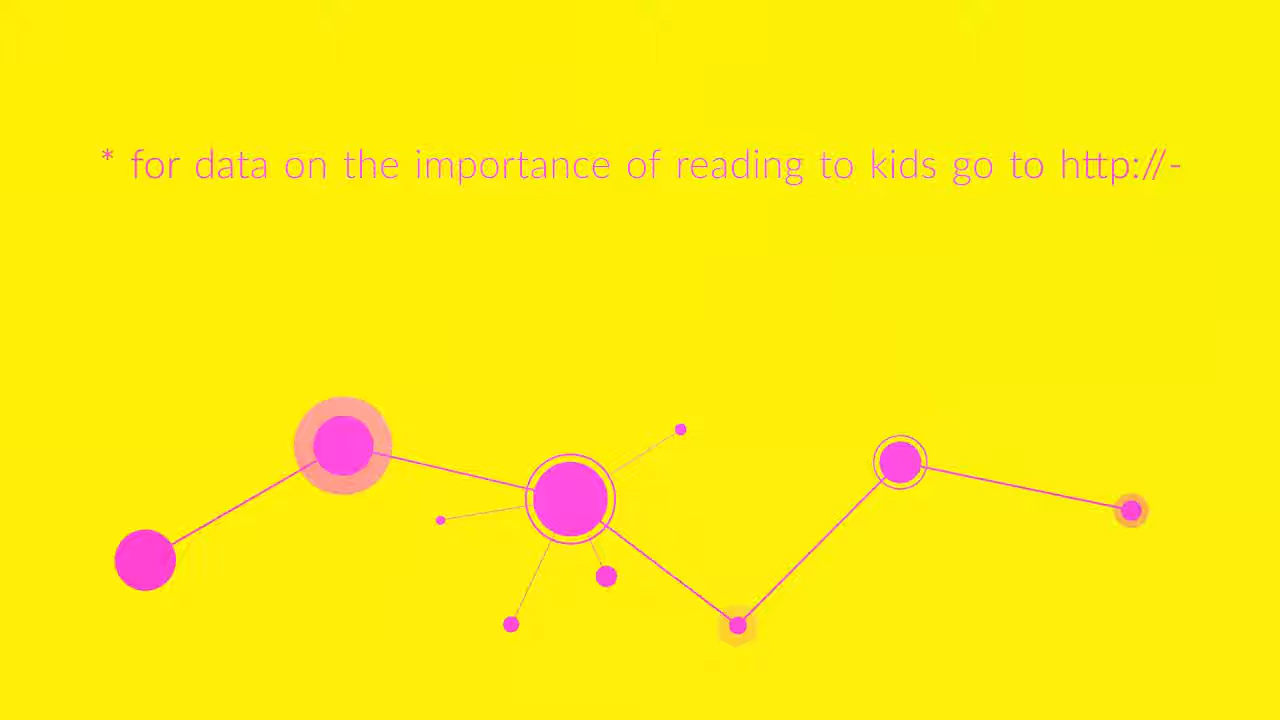 * for data on the importance of reading to kids go to http://-